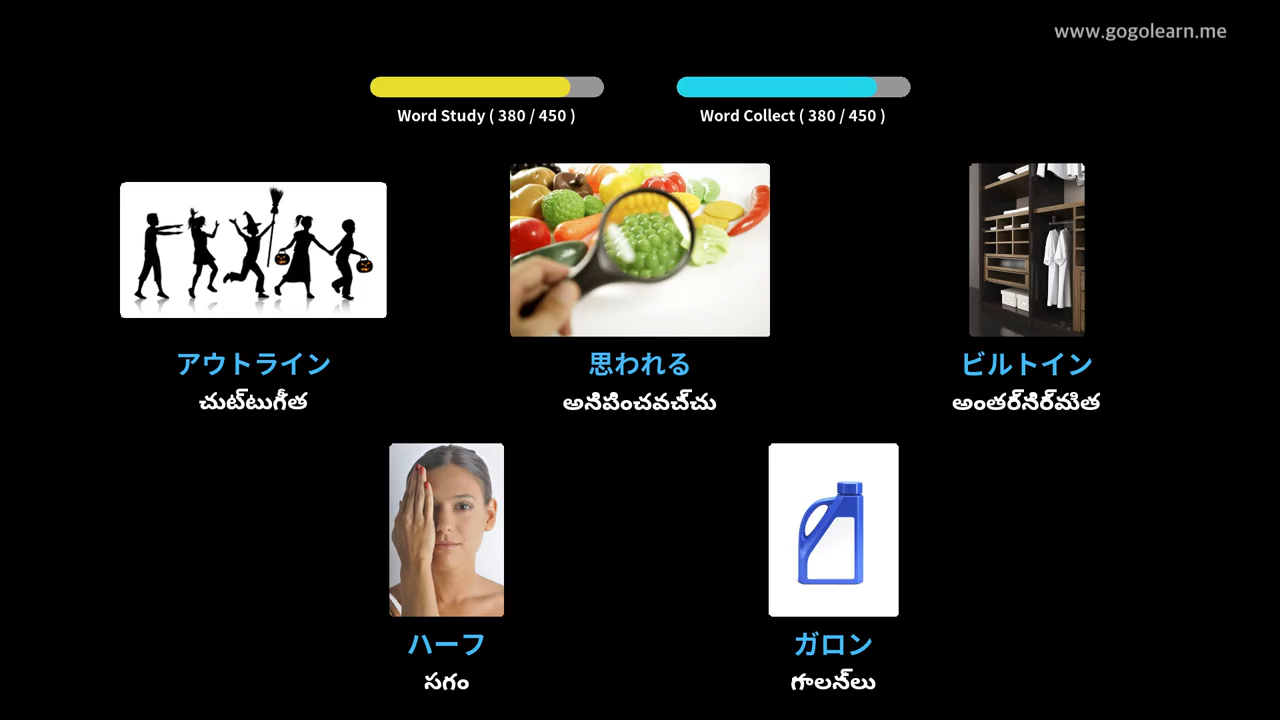 www.gogolearn.me
Word Study ( 380 / 450 )
Word Collect ( 380 / 450 )
アウトライン
చుట్‌టుగీత
思われる
అనిపించవచ్‌చు
ビルトイン
అంతర్‌నిర్‌మిత
ハーフ
సగం
ガロン
గాలన్‌లు